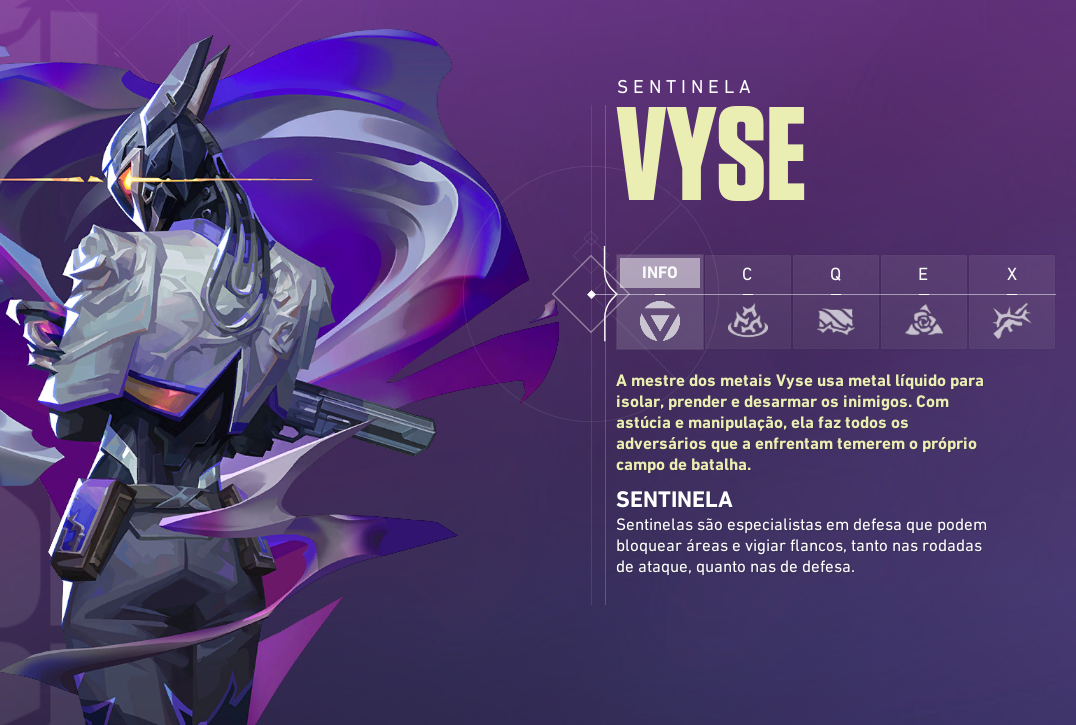 SENTINELA
VYSE
INFO C Q E X
A mestre dos metais Vyse usa metal líquido para
isolar, prender e desarmar os inimigos. Com
astúcia e manipulação, ela faz todos os
adversários que a enfrentam temerem o próprio
campo de batalha.
SENTINELA
Sentinelas são especialistas em defesa que podem
bloquear áreas e vigiar flancos, tanto nas rodadas
de ataque, quanto nas de defesa.